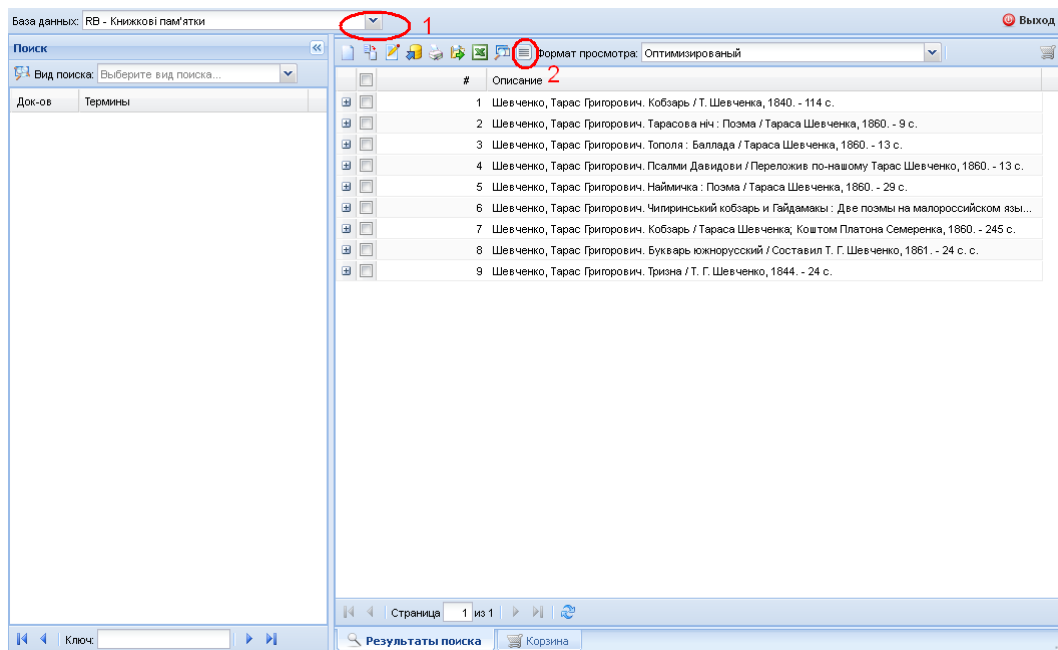 База данных: RB - Книжкові пам'ятки 1 Выход
Поиск
Формат просмотра: Оптимизированый
2
Вид поиска: Выберите вид поиска...
Док-ов Термины
# Описание
1 Шевченко, Тарас Григорович. Кобзарь / Т. Шевченка, 1840. - 114 с.
2 Шевченко, Тарас Григорович. Тарасова ніч : Поэма / Тараса Шевченка, 1860. - 9 с.
3 Шевченко, Тарас Григорович. Тополя : Баллада / Тараса Шевченка, 1860. - 13 с.
4 Шевченко, Тарас Григорович. Псалми Давидови / Переложив по-нашому Тарас Шевченко, 1860. - 13 с.
5 Шевченко, Тарас Григорович. Наймичка : Поэма / Тараса Шевченка, 1860. - 29 с.
6 Шевченко, Тарас Григорович. Чигиринський кобзарь и Гайдамакы : Две поэмы на малороссийском язы...
7 Шевченко, Тарас Григорович. Кобзарь / Тараса Шевченка; Коштом Платона Семеренка, 1860. - 245 с.
8 Шевченко, Тарас Григорович. Букварь южнорусский / Составил Т. Г. Шевченко, 1861. - 24 с. с.
9 Шевченко, Тарас Григорович. Тризна / Т. Г. Шевченко, 1844. - 24 с.
Страница 1 из 1
Ключ:
Результаты поиска Корзина